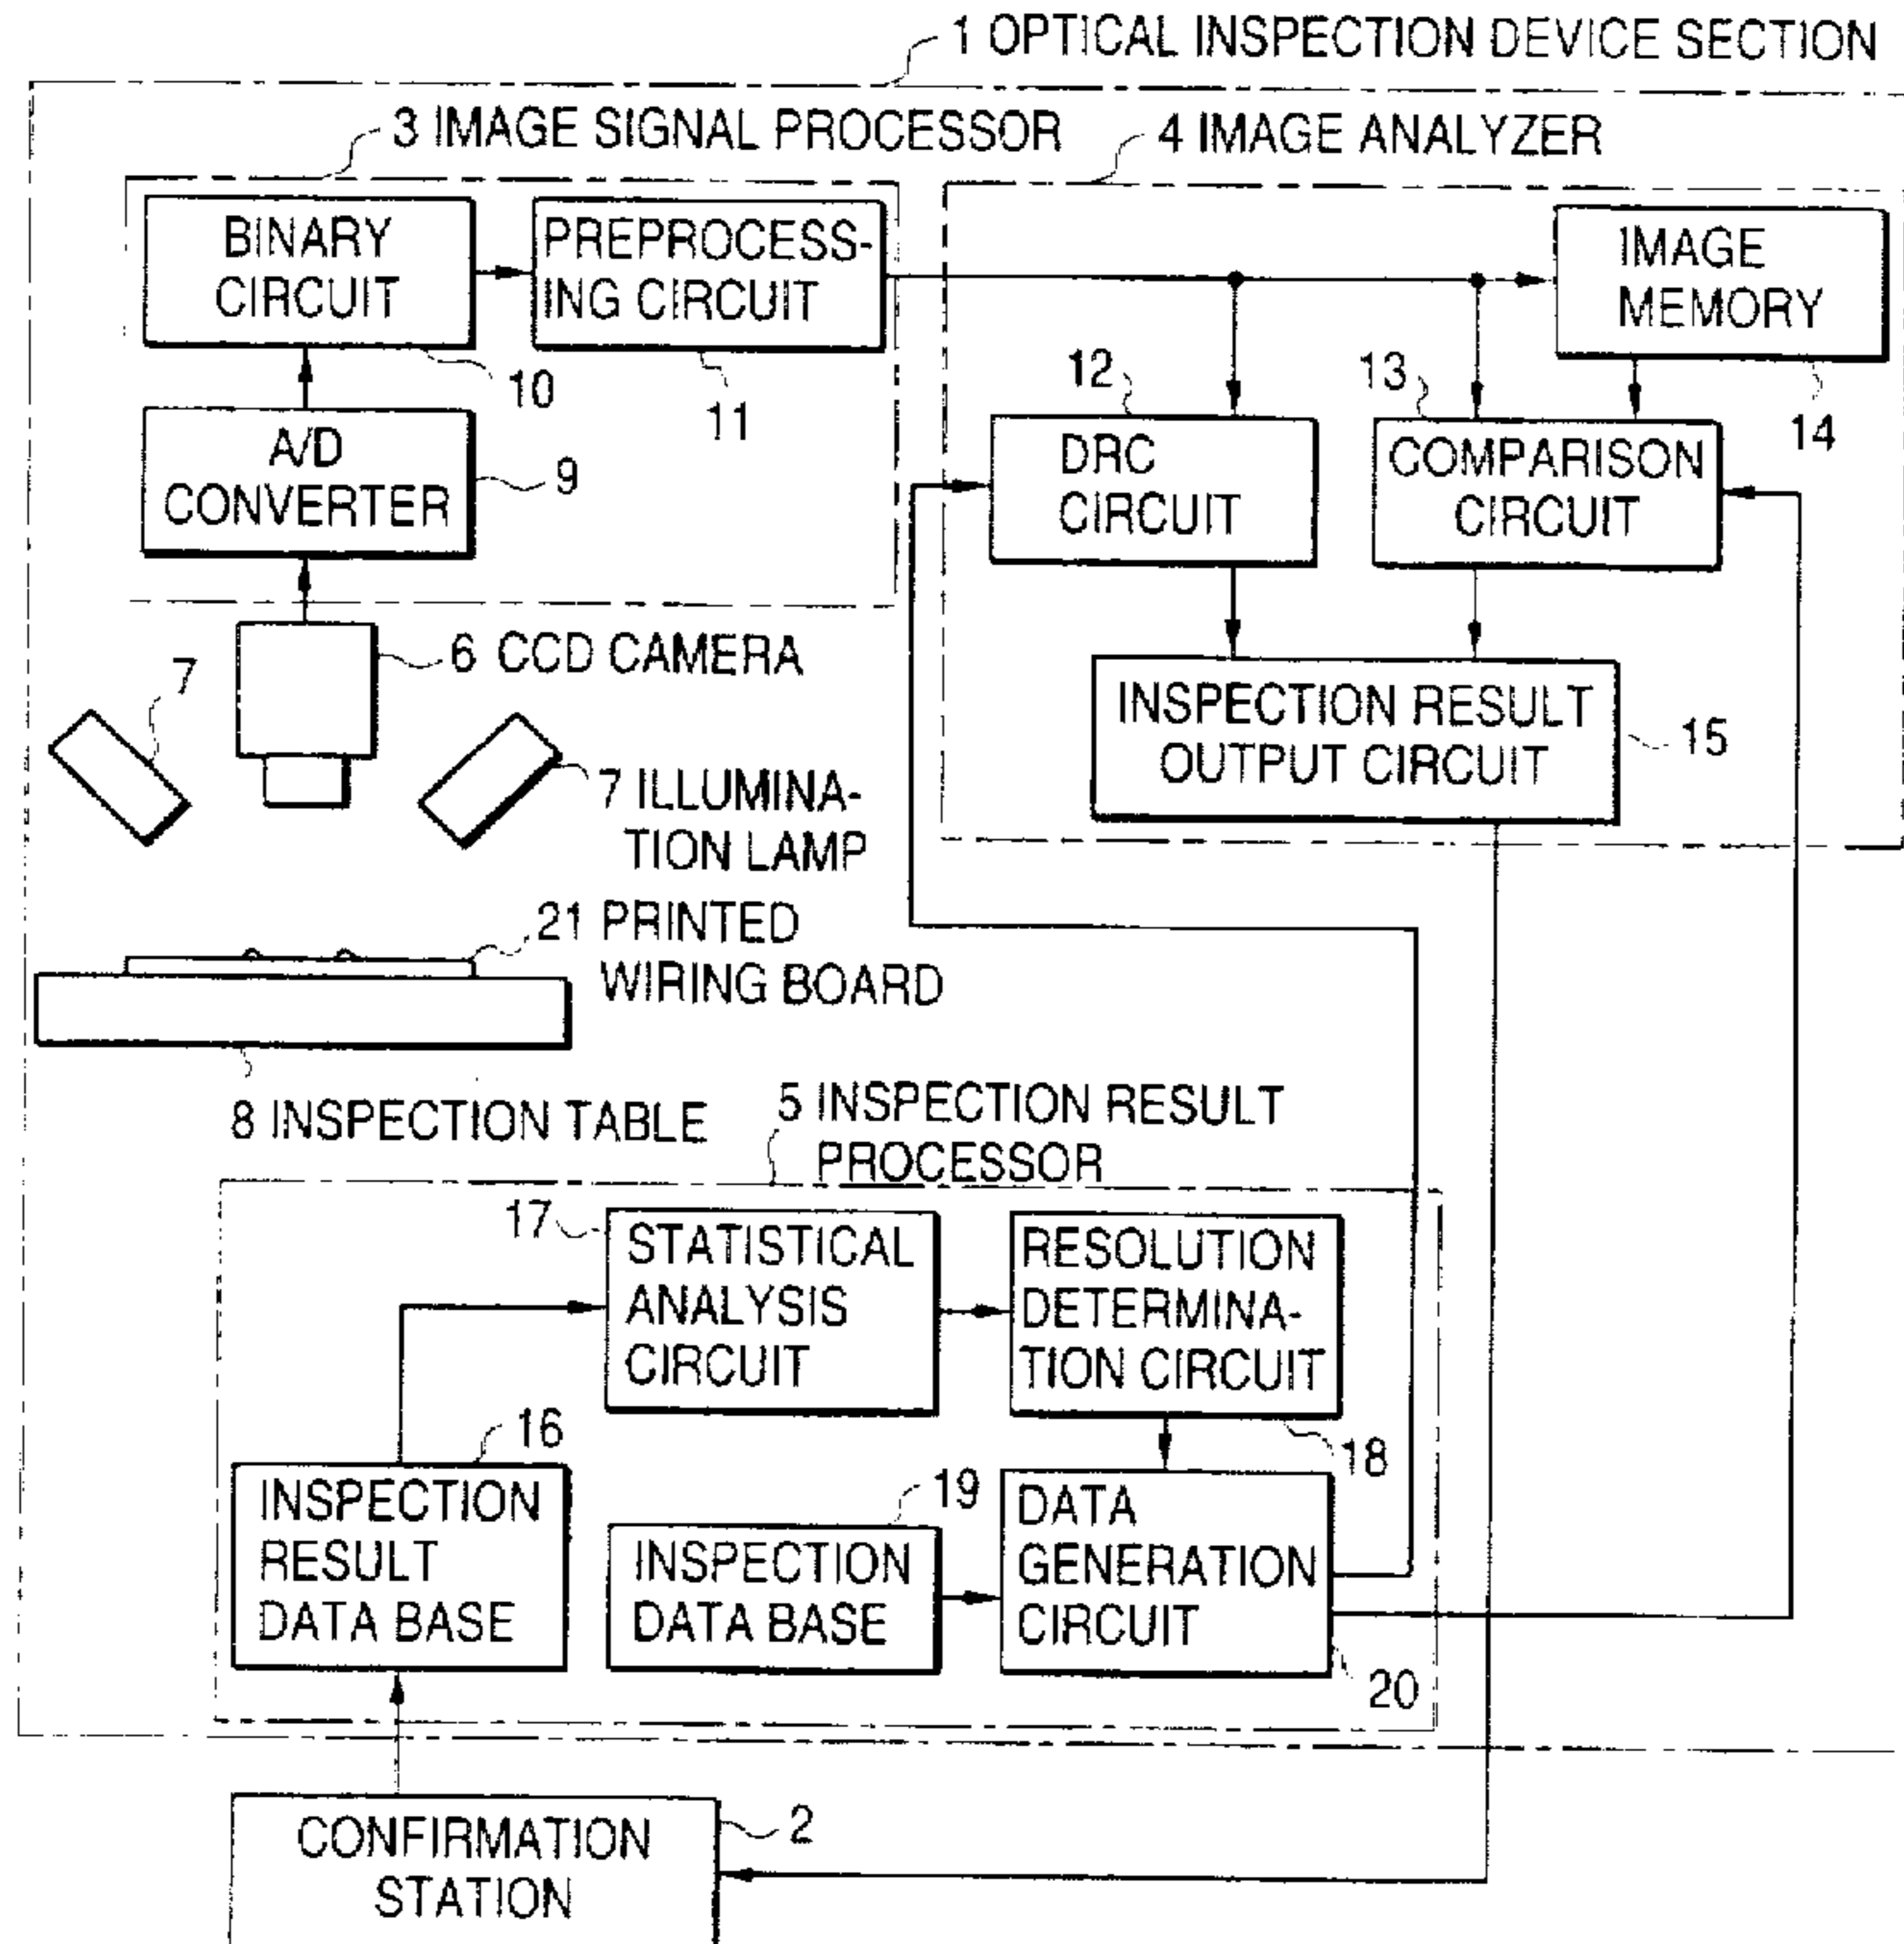 1 OPTICAL INSPECTION DEVICE SECTION
3 IMAGE SIGNAL PROCESSOR
4 IMAGE ANALYZER
BINARY
CIRCUIT
10
PREPROCESS-
ING CIRCUIT
11
IMAGE
MEMORY
14
A/D
CONVERTER
9
12
DRC
CIRCUIT
13
COMPARISON
CIRCUIT
6 CCD CAMERA
7
7 ILLUMINA-
TION LAMP
INSPECTION RESULT
OUTPUT CIRCUIT
15
21 PRINTED
WIRING BOARD
8 INSPECTION TABLE
5 INSPECTION RESULT
PROCESSOR
17
STATISTICAL
ANALYSIS
CIRCUIT
RESOLUTION
DETERMINA-
TION CIRCUIT
18
16
INSPECTION
RESULT
DATA BASE
19
INSPECTION
DATA BASE
DATA
GENERATION
CIRCUIT
20
CONFIRMATION
STATION
2